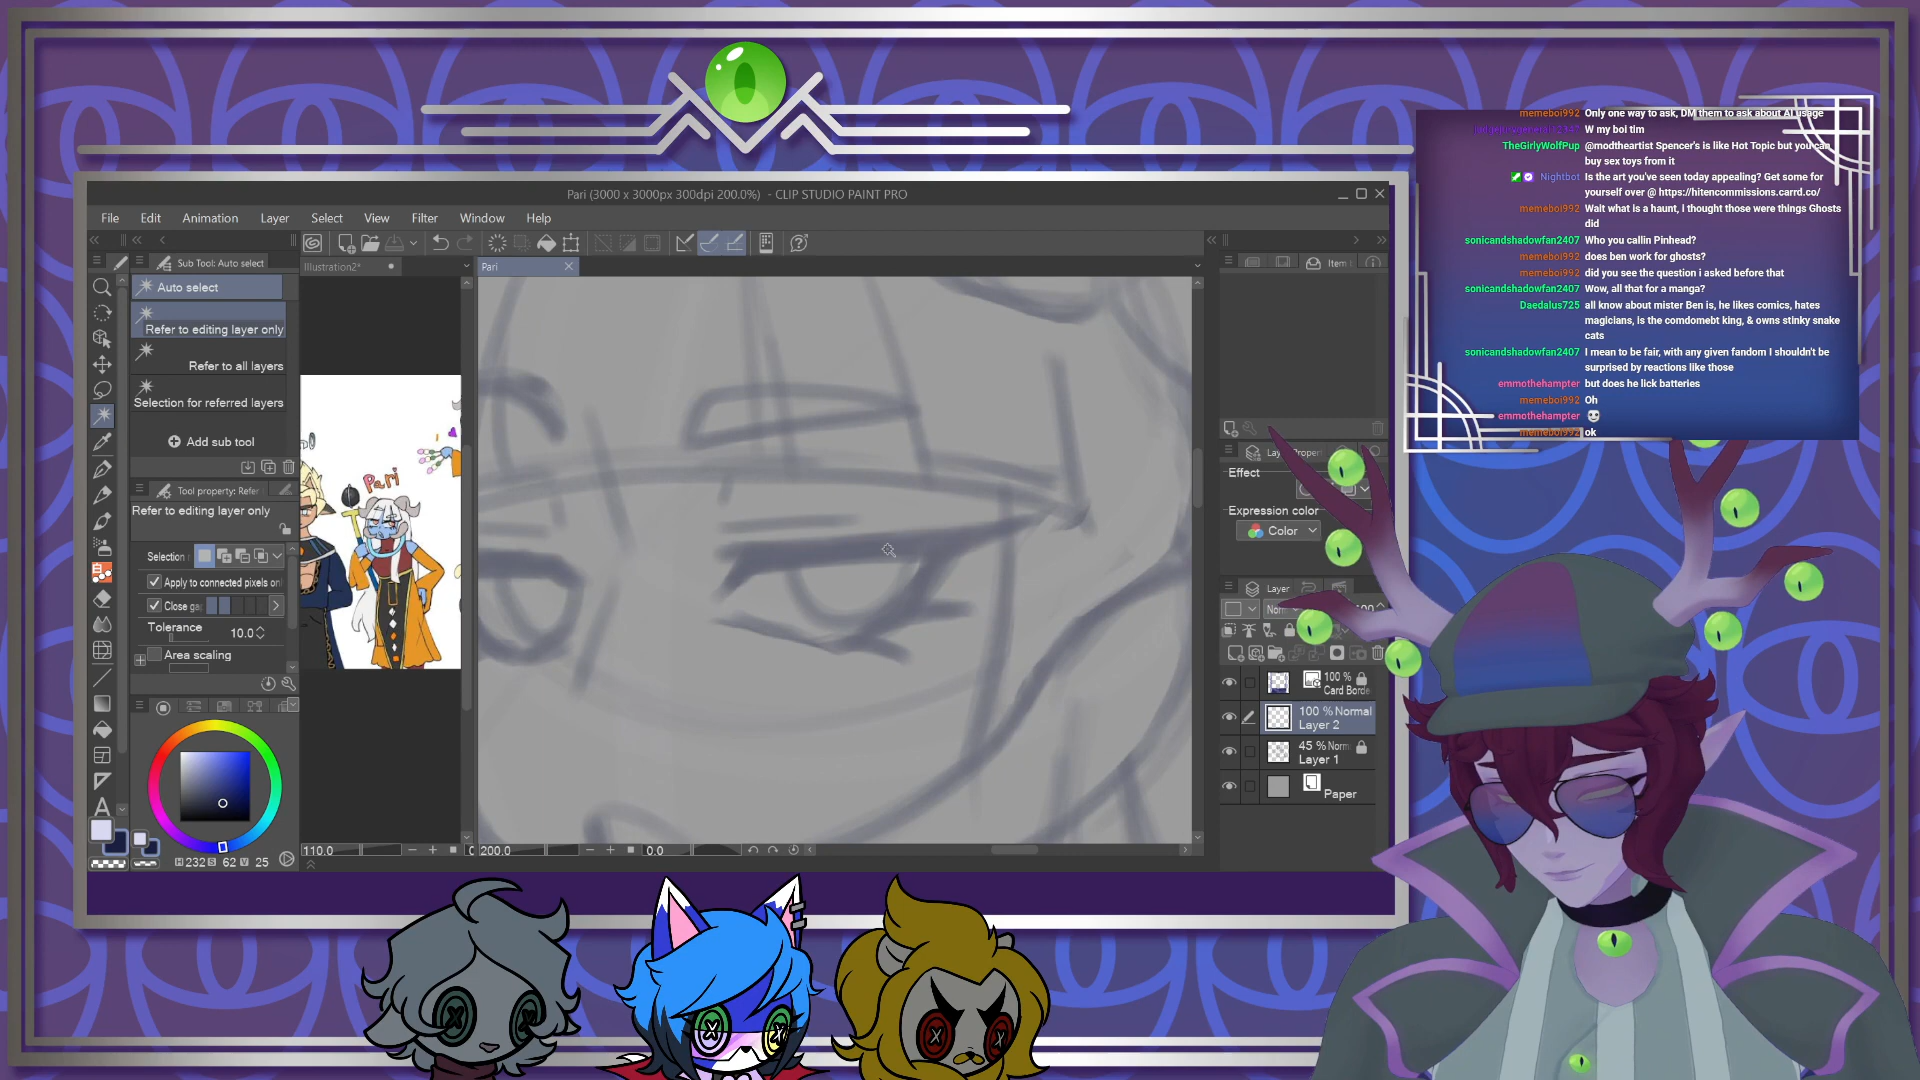 Pari (3000 x 3000px 300dpi 200.0%) - CLIP STUDIO PAINT PRO
File Edit Animation Layer Select View Filter Window Help
Sub Tool: Auto select
Illustration2*
Pari
Auto select
Refer to editing layer only
Refer to all layers
Selection for referred layers
Add sub tool
Tool property: Refer
Refer to editing layer only
Selection
Apply to connected pixels on
Close ga
Tolerance
10.0
Area scaling
H 232 S 62 V 25
Pari
110.0
200.0
0.0
Item
Effect
Expression color
Color
Layer
100 %
Card Borde
100 % Normal
Layer 2
45 % Norm
Layer 1
Paper
memeboi992 Only one way to ask, DM them to ask about AI usage
W my boi tim
TheGirlyWolfPup @modtheartist Spencer's is like Hot Topic but you can
buy sex toys from it
Nightbot Is the art you've seen today appealing? Get some for
yourself over @ https://hitencommissions.carrd.co/
memeboi992 Wait what is a haunt, I thought those were things Ghosts
did
sonicandshadowfan2407 Who you callin Pinhead?
memeboi992 does ben work for ghosts?
memeboi992 did you see the question i asked before that
sonicandshadowfan2407 Wow, all that for a manga?
Daedalus725 all know about mister Ben is, he likes comics, hates
magicians, is the comdomebt king, & owns stinky snake
cats
sonicandshadowfan2407 I mean to be fair, with any given fandom I shouldn't be
surprised by reactions like those
emmothehampter but does he lick batteries
memeboi992 Oh
emmothehampter
memeboi992 ok